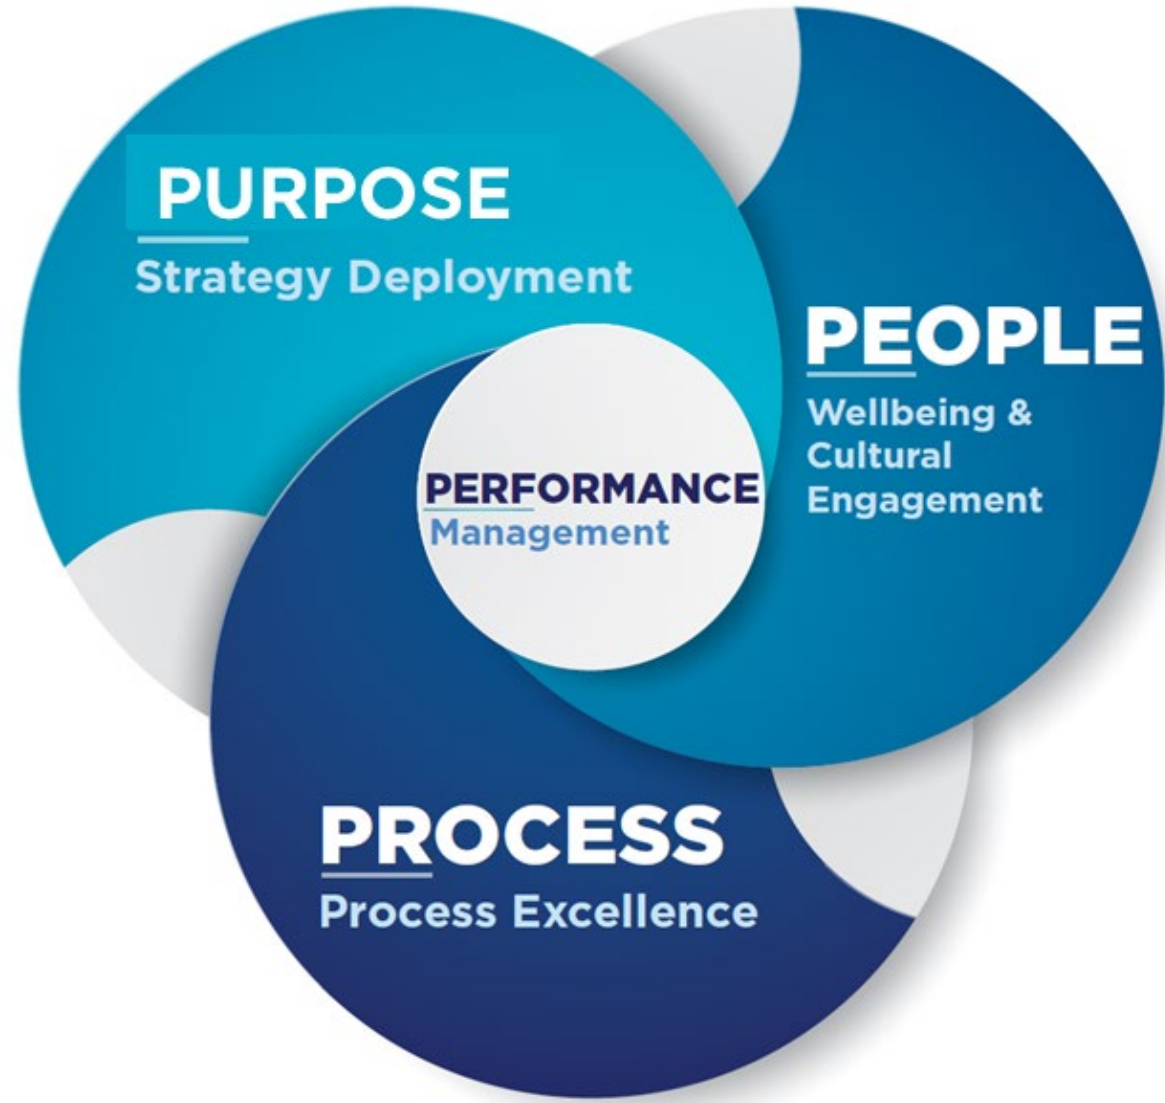 PURPOSE
Strategy Deployment
PEOPLE
Wellbeing &
Cultural
Engagement
PERFORMANCE
Management
PROCESS
Process Excellence